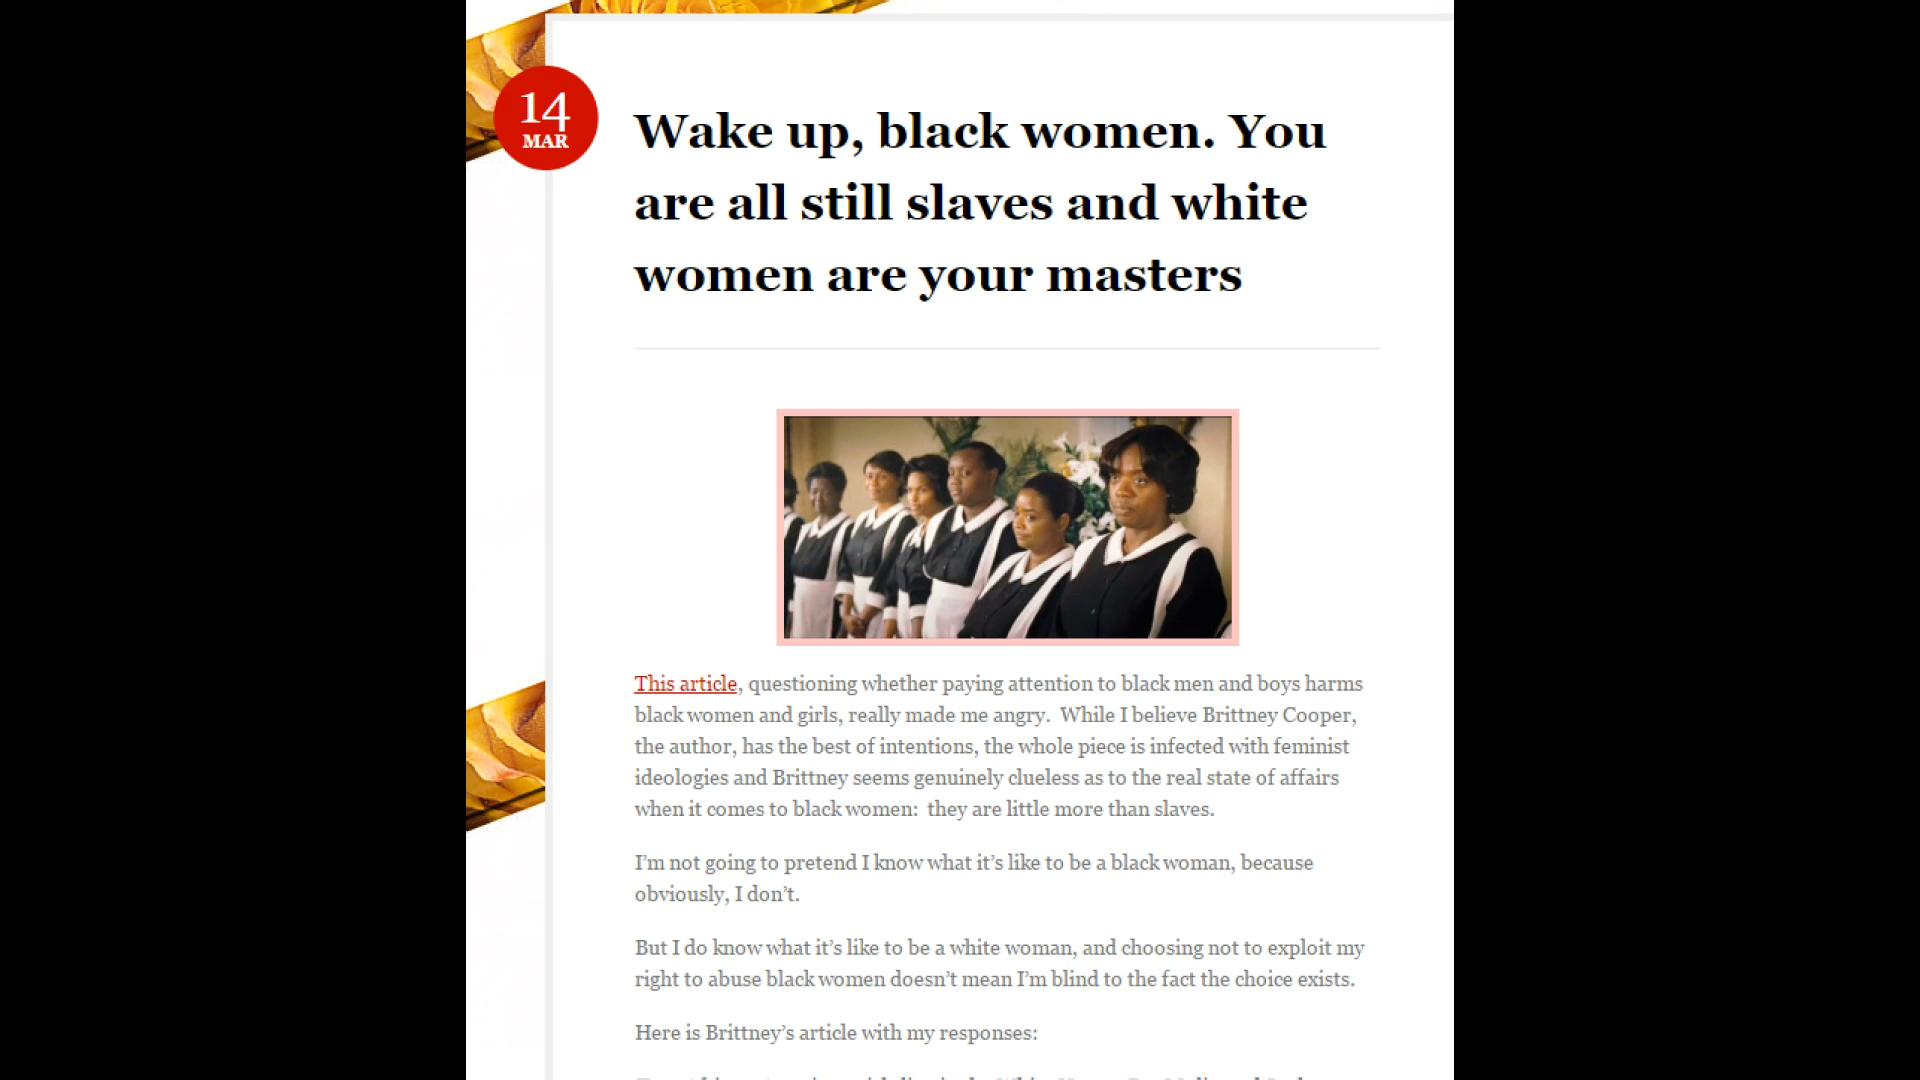 14
MAR
Wake up, black women. You
are all still slaves and white
women are your masters
This article, questioning whether paying attention to black men and boys harms
black women and girls, really made me angry.  While I believe Brittney Cooper,
the author, has the best of intentions, the whole piece is infected with feminist
ideologies and Brittney seems genuinely clueless as to the real state of affairs
when it comes to black women:  they are little more than slaves.
I’m not going to pretend I know what it’s like to be a black woman, because
obviously, I don’t.
But I do know what it’s like to be a white woman, and choosing not to exploit my
right to abuse black women doesn’t mean I’m blind to the fact the choice exists.
Here is Brittney’s article with my responses: